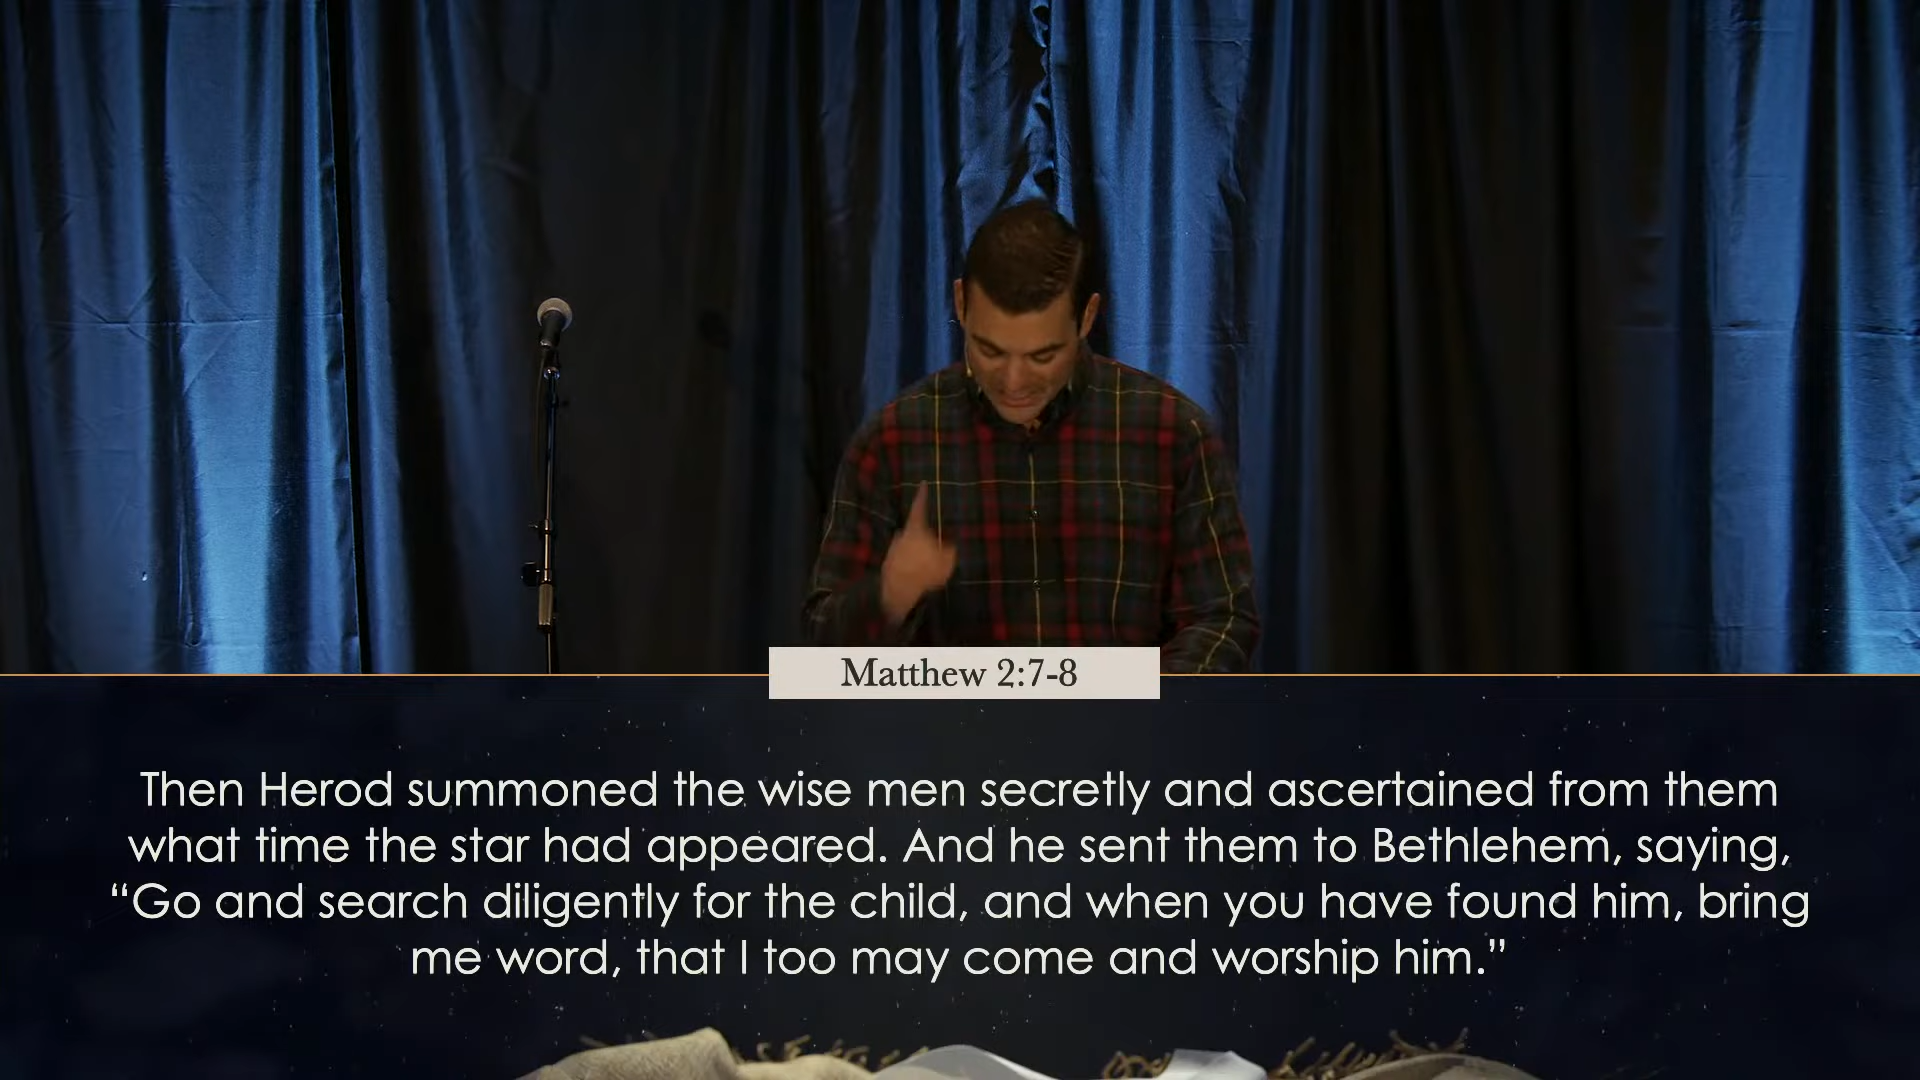 Matthew 2:7-8
Then Herod summoned the wise men secretly and ascertained from them
what time the star had appeared. And he sent them to Bethlehem, saying,
“Go and search diligently for the child, and when you have found him, bring
me word, that I too may come and worship him.”